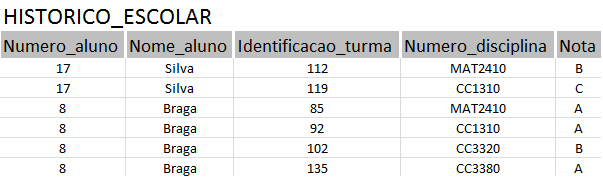 HISTORICO_ESCOLAR
Numero_aluno Nome_aluno Identificacao_turma Numero_disciplina Nota
17 Silva 112 MAT2410 B
17 Silva 119 CC1310 C
8 Braga 85 MAT2410 A
8 Braga 92 CC1310 A
8 Braga 102 CC3320 B
8 Braga 135 CC3380 A